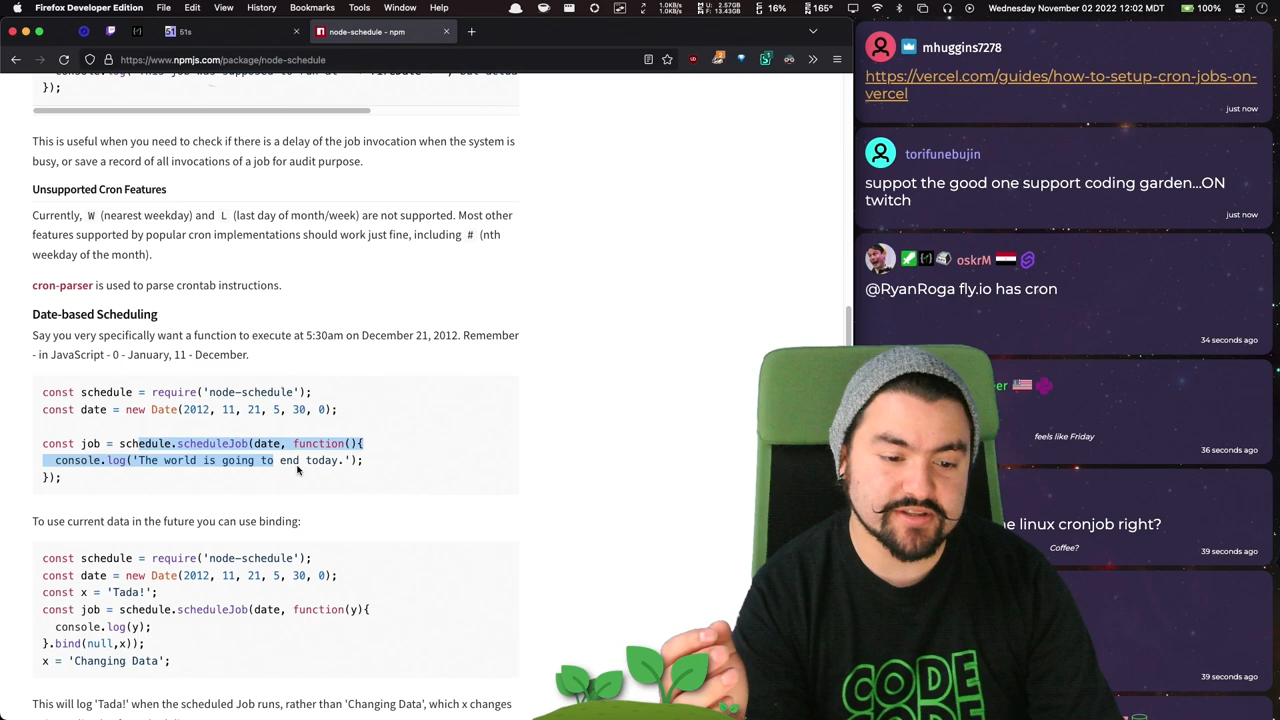 Firefox Developer Edition File Edit View History Bookmarks Tools Window Help
1.0KB/s
1.0KB/s
U: 2.57GB
F: 2.13GB
16% 165° Wednesday November 02 2022 12:02 MDT 100%
51s
node-schedule - npm
https://www.npmjs.com/package/node-schedule
});
This is useful when you need to check if there is a delay of the job invocation when the system is
busy, or save a record of all invocations of a job for audit purpose.
Unsupported Cron Features
Currently, W (nearest weekday) and L (last day of month/week) are not supported. Most other
features supported by popular cron implementations should work just fine, including # (nth
weekday of the month).
cron-parser is used to parse crontab instructions.
Date-based Scheduling
Say you very specifically want a function to execute at 5:30am on December 21, 2012. Remember
- in JavaScript - 0 - January, 11 - December.
const schedule = require('node-schedule');
const date = new Date(2012, 11, 21, 5, 30, 0);
const job = schedule.scheduleJob(date, function(){
console.log('The world is going to end today.');
});
To use current data in the future you can use binding:
const schedule = require('node-schedule');
const date = new Date(2012, 11, 21, 5, 30, 0);
const x = 'Tada!';
const job = schedule.scheduleJob(date, function(y){
console.log(y);
}.bind(null,x));
x = 'Changing Data';
This will log 'Tada!' when the scheduled Job runs, rather than 'Changing Data', which x changes
mhuggins7278
https://vercel.com/guides/how-to-setup-cron-jobs-on-
vercel
just now
torifunebujin
suppot the good one support coding garden...ON
twitch
just now
oskrM
@RyanRoga fly.io has cron
34 seconds ago
er
feels like Friday
36 seconds ago
linux cronjob right?
Coffee?
39 seconds ago
39 seconds ago
CODE